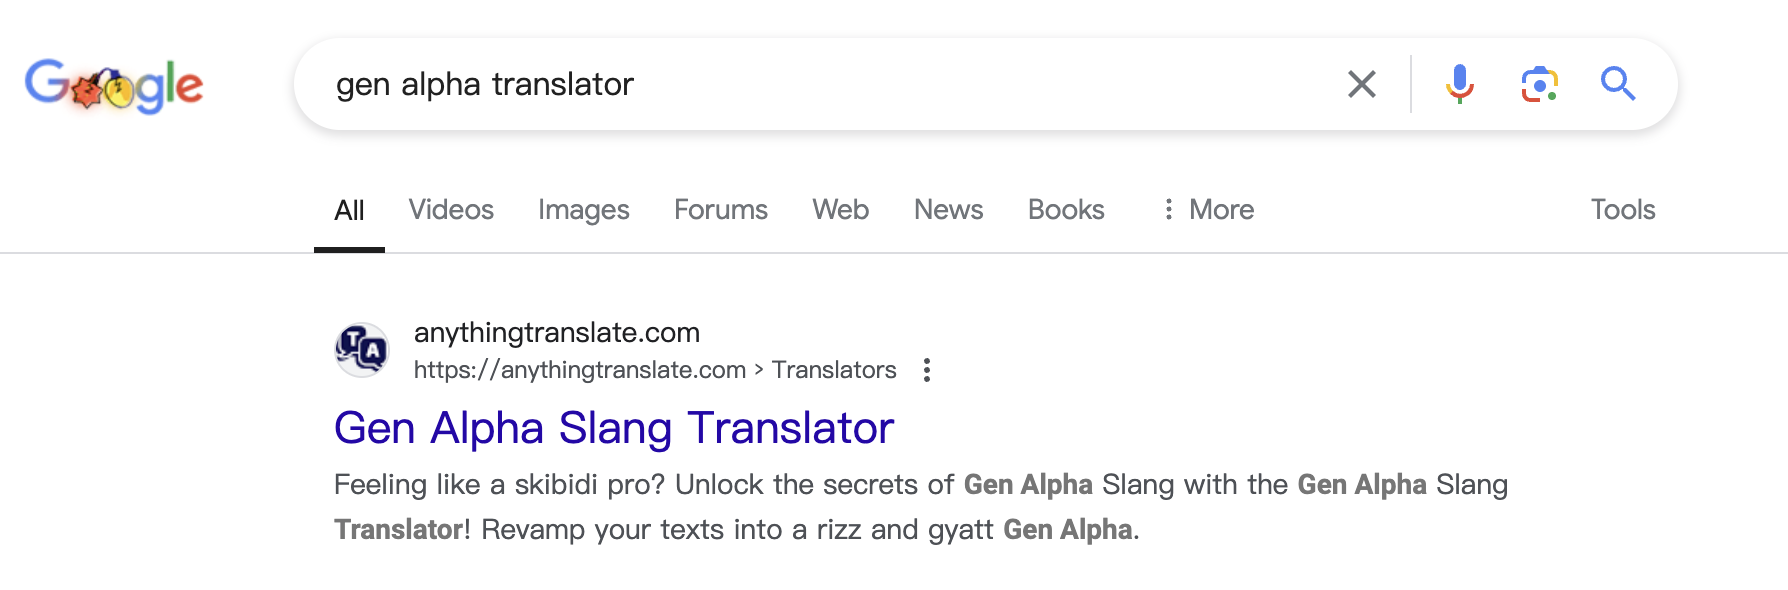 Google
gen alpha translator
All Videos Images Forums Web News Books More Tools
TA
anythingtranslate.com
https://anythingtranslate.com › Translators
Gen Alpha Slang Translator
Feeling like a skibidi pro? Unlock the secrets of Gen Alpha Slang with the Gen Alpha Slang
Translator! Revamp your texts into a rizz and gyatt Gen Alpha.